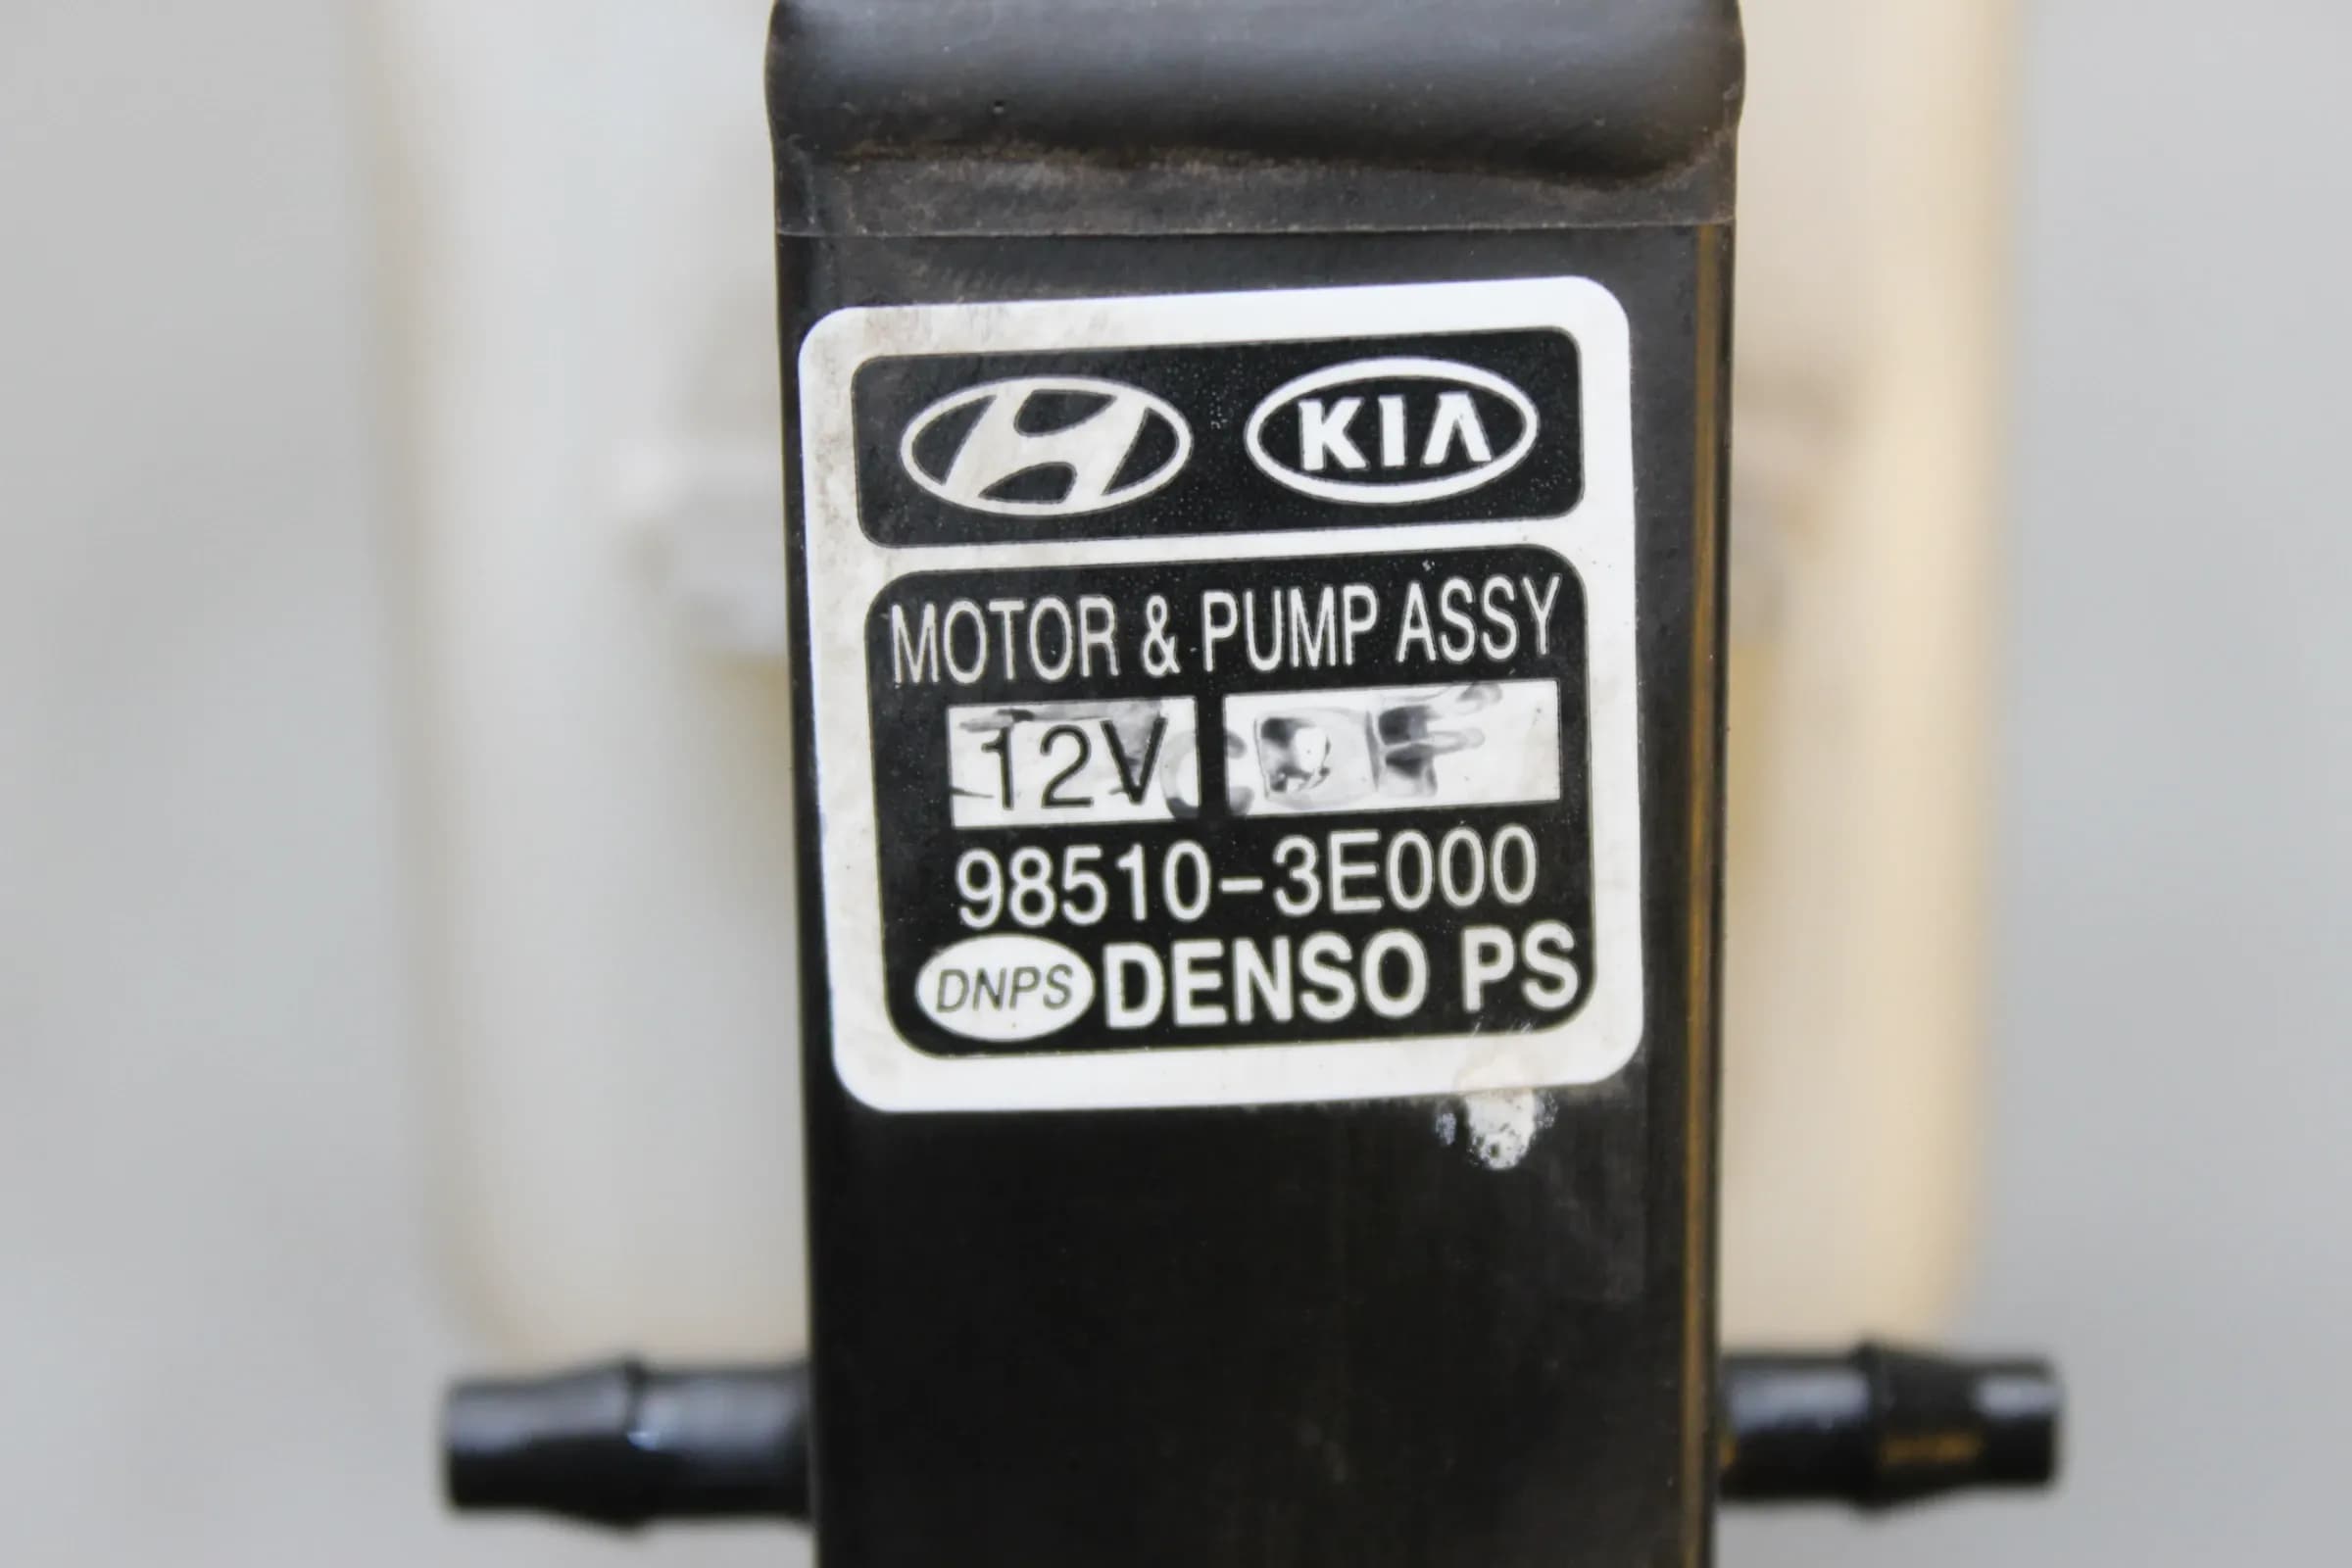 KIA
MOTOR & PUMP ASSY
12V
98510-3E000
DNPS DENSO PS